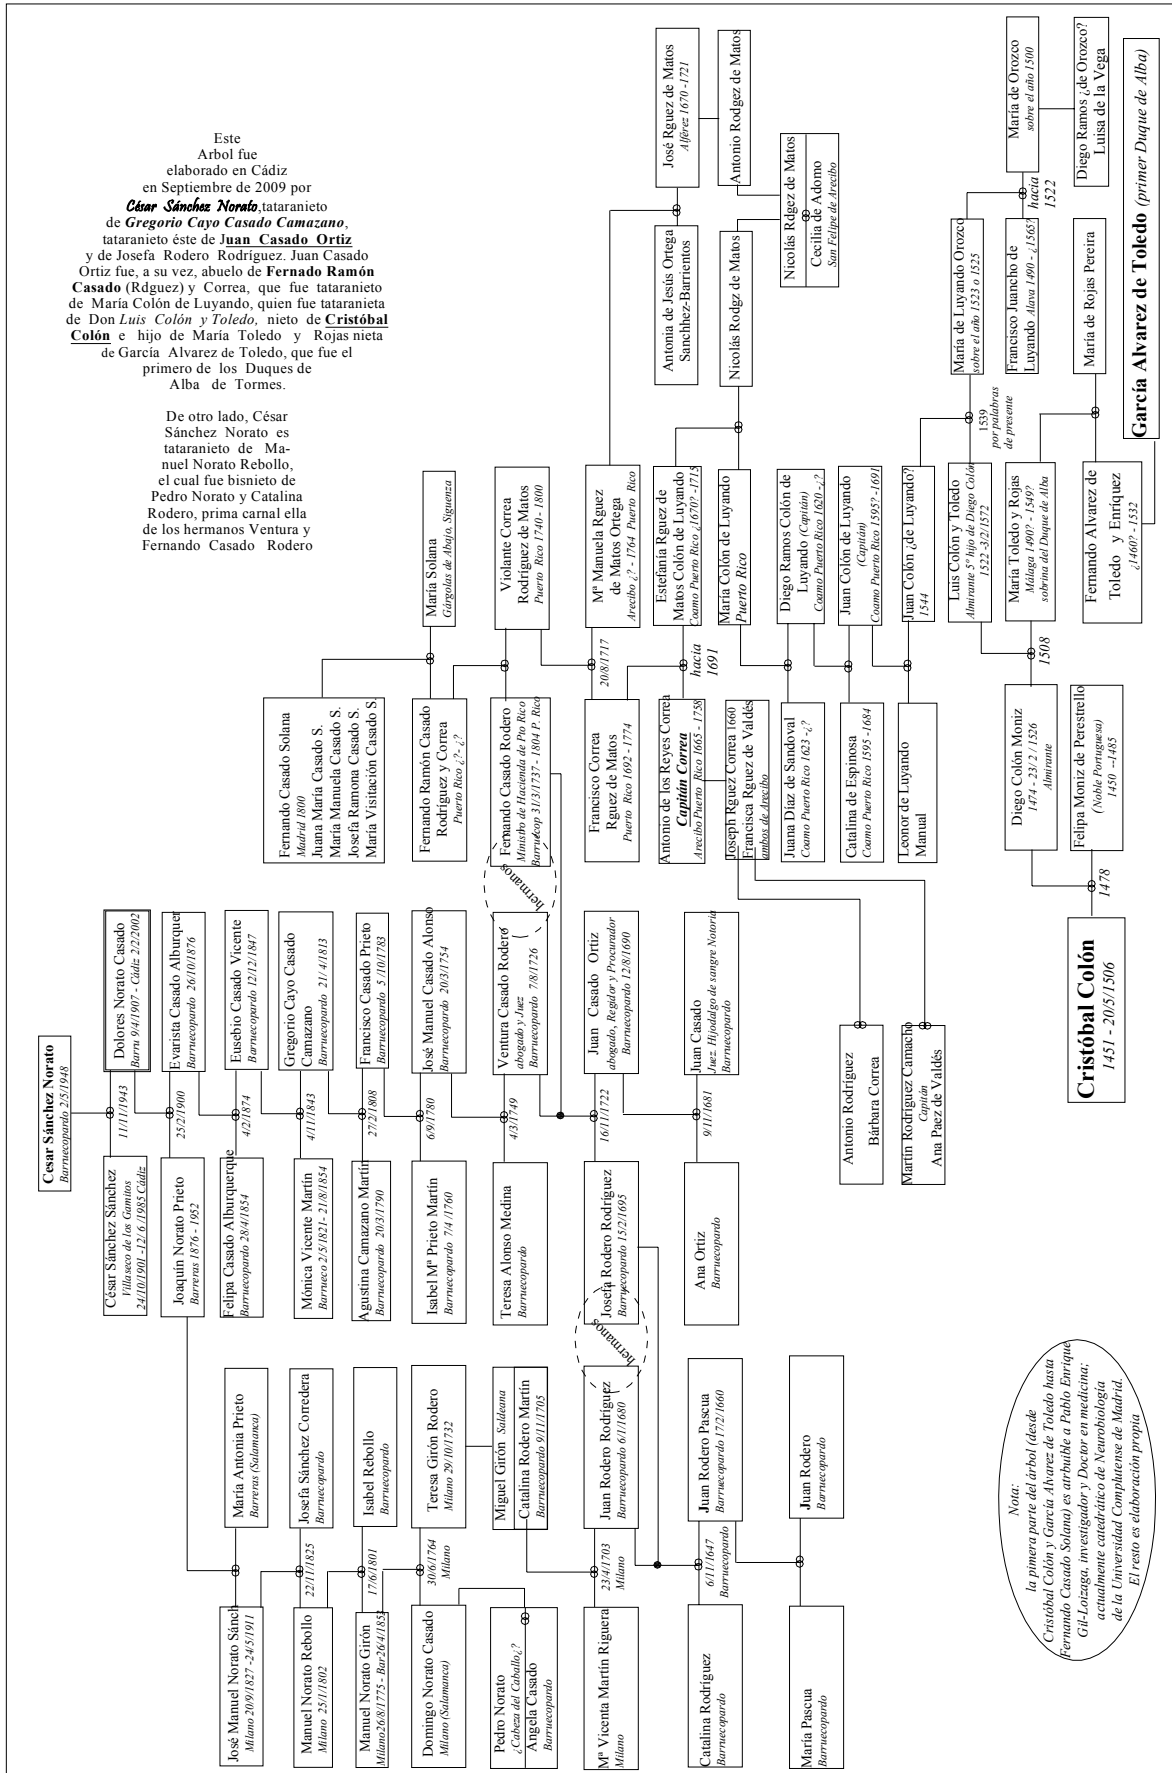 Este
Arbol fue
elaborado en Cádiz
en Septiembre de 2009 por
César Sánchez Norato,tataranieto
de Gregorio Cayo Casado Camazano,
tataranieto éste de Juan Casado Ortiz
y de Josefa Rodero Rodríguez. Juan Casado
Ortiz fue, a su vez, abuelo de Fernado Ramón
Casado (Rdguez) y Correa, que fue tataranieto
de María Colón de Luyando, quien fue tataranieta
de Don Luis Colón y Toledo, nieto de Cristóbal
Colón e hijo de María Toledo y Rojas nieta
de García Alvarez de Toledo, que fue el
primero de los Duques de
Alba de Tormes.
De otro lado, César
Sánchez Norato es
tataranieto de Ma-
nuel Norato Rebollo,
el cual fue bisnieto de
Pedro Norato y Catalina
Rodero, prima carnal ella
de los hermanos Ventura y
Fernando Casado Rodero
Cesar Sánchez Norato
Barruecopardo 2/5/1948
César Sánchez Sánchez
Villaseco de los Gamitos
24/10/1901 -12/ 6 /1985 Cádiz
11/11/1943
Dolores Norato Casado
Barru 9/4/1907 - Cádiz 2/2/2002
Joaquín Norato Prieto
Barreras 1876 - 1952
25/2/1900
Evarista Casado Alburquer
Barruecopardo 26/10/1876
Felipa Casado Alburquerque
Barruecopardo 28/4/1854
4/2/1874
Eusebio Casado Vicente
Barruecopardo 12/12/1847
Mónica Vicente Martín
Barrueco 2/5/1821- 21/8/1854
4/11/1843
Gregorio Cayo Casado
Camazano
Barruecopardo 21/ 4/1813
Agustina Camazano Martín
Barruecopardo 20/3/1790
27/2/1808
Francisco Casado Prieto
Barruecopardo 5 /10/1783
Isabel Mª Prieto Martín
Barruecopardo 7/4 /1760
6/9/1780
José Manuel Casado Alonso
Barruecopardo 20/3/1754
Teresa Alonso Medina
Barruecopardo
4/3/1749
Ventura Casado Rodero
abogado y Juez
Barruecopardo 7/8/1726
hermanos
Josefa Rodero Rodríguez
Barruecopardo 15/2/1695
16/11/1722
Juan Casado Ortiz
abogado, Regidor y Procurador
Barruecopardo 12/8/1690
Ana Ortiz
Barruecopardo
9/11/1681
Juan Casado
Juez. Hijodalgo de sangre Notoria
Barruecopardo
José Manuel Norato Sánch
Milano 20/9/1827 -24/5/1911
María Antonia Prieto
Barreras (Salamanca)
Manuel Norato Rebollo
Milano 25/1/1802
22/11/1825
Josefa Sánchez Corredera
Barruecopardo
Manuel Norato Girón
Milano26/8/1775 - Bar26/4/1853
17/6/1801
Isabel Rebollo
Barruecopardo
Domingo Norato Casado
Milano (Salamanca)
30/6/1764
Milano
Teresa Girón Rodero
Milano 29/10/1732
Pedro Norato
¿Cabeza del Caballo¿?
Angela Casado
Barruecopardo
Miguel Girón Saldeana
Catalina Rodero Martín
Barruecopardo 9/11/1705
Mª Vicenta Martín Riguera
Milano
23/4/1703
Milano
Juan Rodero Rodríguez
Barruecopardo 6/1/1680
hermanos
Catalina Rodríguez
Barruecopardo
6/11/1647
Barruecopardo
Juan Rodero Pascua
Barruecopardo 17/2/1660
María Pascua
Barruecopardo
Juan Rodero
Barruecopardo
Fernando Casado Solana
Madrid 1800
Juana María Casado S.
María Manuela Casado S.
Josefa Ramona Casado S.
María Visitación Casado S.
Fernando Ramón Casado
Rodríguez y Correa
Puerto Rico ¿?- ¿?
María Solana
Gárgolas de Abajo, Siguenza
Fernando Casado Rodero
Ministro de Hacienda de Pto Rico
Barruecop 31/3/1737 - 1804 P. Rico
Violante Correa
Rodríguez de Matos
Puerto Rico 1740 - 1800
Francisco Correa
Rguez de Matos
Puerto Rico 1692 - 1774
20/8/1717
Mª Manuela Rguez
de Matos Ortega
Arecibo ¿? - 1764 Puerto Rico
Antonio de los Reyes Correa
Capitán Correa
Arecibo Puerto Rico 1665 - 1758
hacia
1691
Estefanía Rguez de
Matos Colón de Luyando
Coamo Puerto Rico ¿1670? -1715
Joseph Rguez Correa 1660
Francisca Rguez de Valdés
ambos de Arecibo
María Colón de Luyando
Puerto Rico
Juana Díaz de Sandoval
Coamo Puerto Rico 1623 -¿?
Diego Ramos Colón de
Luyando (Capitán)
Coamo Puerto Rico 1620 -¿?
Catalina de Espinosa
Coamo Puerto Rico 1595 -1684
Juan Colón de Luyando
(Capitán)
Coamo Puerto Rico 1595? -1691
Leonor de Luyando
Manual
Juan Colón ¿de Luyando?
1544
Antonia de Jesús Ortega
Sanchhez-Barrientos
José Rguez de Matos
Alférez 1670 -1721
Nicolás Rodgz de Matos
Antonio Rodgez de Matos
Nicolás Rdgez de Matos
Cecilia de Adorno
San Felipe de Arecibo
Antonio Rodríguez
Bárbara Correa
Martín Rodríguez Camacho
Capitán
Ana Paez de Valdés
Luis Colón y Toledo
Almirante 5º hijo de Diego Colón
1522 -3/2/1572
1539
por palabras
de presente
María de Luyando Orozco
sobre el año 1523 o 1525
Francisco Juancho de
Luyando Alava 1490 - ¿1565?
hacia
1522
María de Orozco
sobre el año 1500
Diego Ramos ¿de Orozco?
Luisa de la Vega
Diego Colón Moniz
1474 - 23/ 2 / 1526
Almirante
1508
María Toledo y Rojas
Málaga 1490? - 1549?
sobrina del Duque de Alba
Fernando Alvarez de
Toledo y Enríquez
¿1460? - 1532
María de Rojas Pereira
García Alvarez de Toledo (primer Duque de Alba)
Cristóbal Colón
1451 - 20/5/1506
1478
Felipa Moniz de Perestrello
(Noble Portuguesa)
1450 --1485
Nota:
la pimera parte del árbol (desde
Cristóbal Colón y García Alvarez de Toledo hasta
Fernando Casado Solana) es atrbuible a Pablo Enrique
Gil-Loizaga, investigador y Doctor en medicina;
actualmente catedrático de Neurobiología
de la Universidad Complutense de Madrid.
El resto es elaboración propia